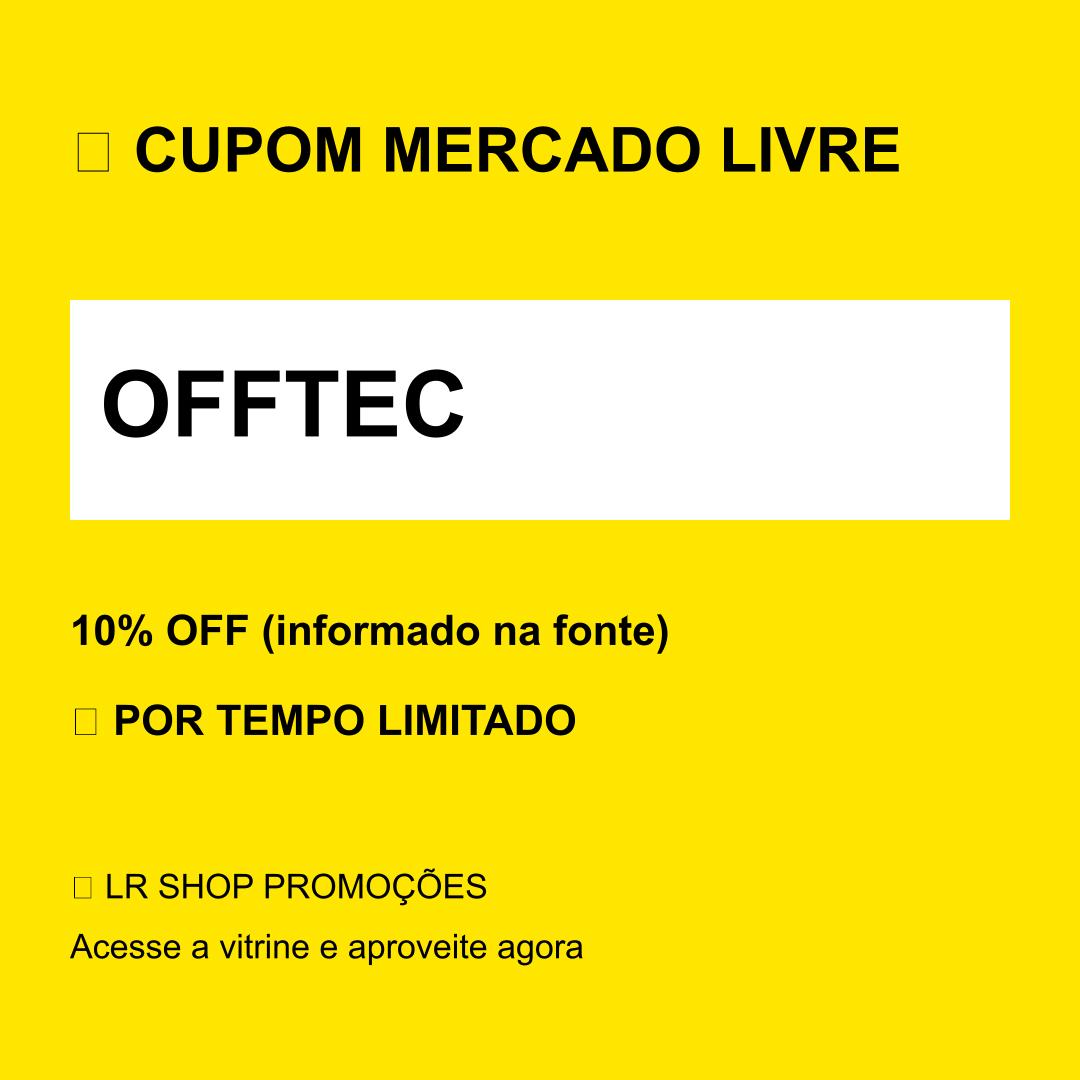 CUPOM MERCADO LIVRE
OFFTEC
10% OFF (informado na fonte)
POR TEMPO LIMITADO
LR SHOP PROMOÇÕES
Acesse a vitrine e aproveite agora